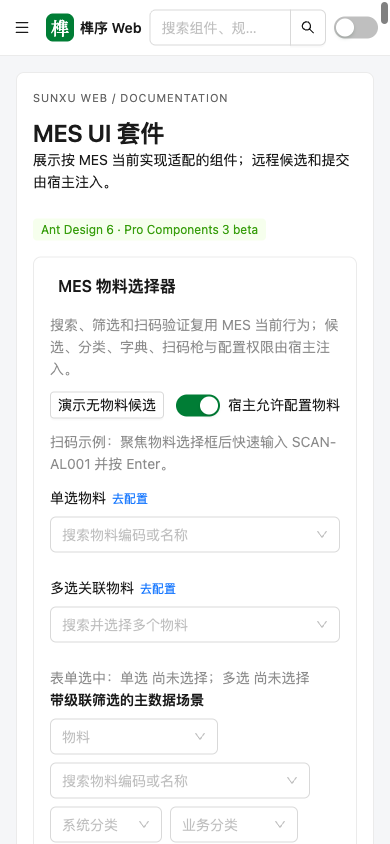 榫 榫序 Web 搜索组件、规...
SUNXU WEB / DOCUMENTATION
MES UI 套件
展示按 MES 当前实现适配的组件；远程候选和提交
由宿主注入。
Ant Design 6 · Pro Components 3 beta
MES 物料选择器
搜索、筛选和扫码验证复用 MES 当前行为；候
选、分类、字典、扫码枪与配置权限由宿主注
入。
演示无物料候选 宿主允许配置物料
扫码示例：聚焦物料选择框后快速输入 SCAN-
AL001 并按 Enter。
单选物料 去配置
搜索物料编码或名称
多选关联物料 去配置
搜索并选择多个物料
表单选中：单选 尚未选择；多选 尚未选择
带级联筛选的主数据场景
物料
搜索物料编码或名称
系统分类 业务分类